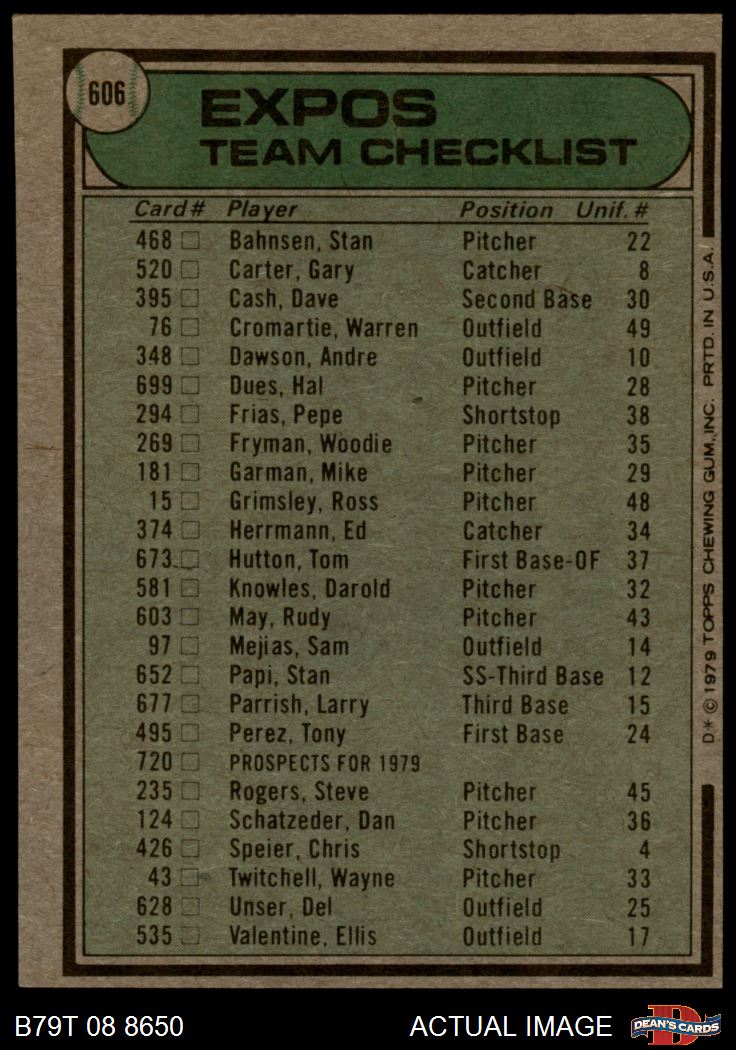 606
EXPOS
TEAM CHECKLIST
Card# Player Position Unif. #
468 Bahnsen, Stan Pitcher 22
520 Carter, Gary Catcher 8
395 Cash, Dave Second Base 30
76 Cromartie, Warren Outfield 49
348 Dawson, Andre Outfield 10
699 Dues, Hal Pitcher 28
294 Frias, Pepe Shortstop 38
269 Fryman, Woodie Pitcher 35
181 Garman, Mike Pitcher 29
15 Grimsley, Ross Pitcher 48
374 Herrmann, Ed Catcher 34
673 Hutton, Tom First Base-OF 37
581 Knowles, Darold Pitcher 32
603 May, Rudy Pitcher 43
97 Mejias, Sam Outfield 14
652 Papi, Stan SS-Third Base 12
677 Parrish, Larry Third Base 15
495 Perez, Tony First Base 24
720 PROSPECTS FOR 1979
235 Rogers, Steve Pitcher 45
124 Schatzeder, Dan Pitcher 36
426 Speier, Chris Shortstop 4
43 Twitchell, Wayne Pitcher 33
628 Unser, Del Outfield 25
535 Valentine, Ellis Outfield 17
D* © 1979 TOPPS CHEWING GUM, INC. PRTD. IN U.S.A.
B79T 08 8650 ACTUAL IMAGE
D
DEAN'S CARDS